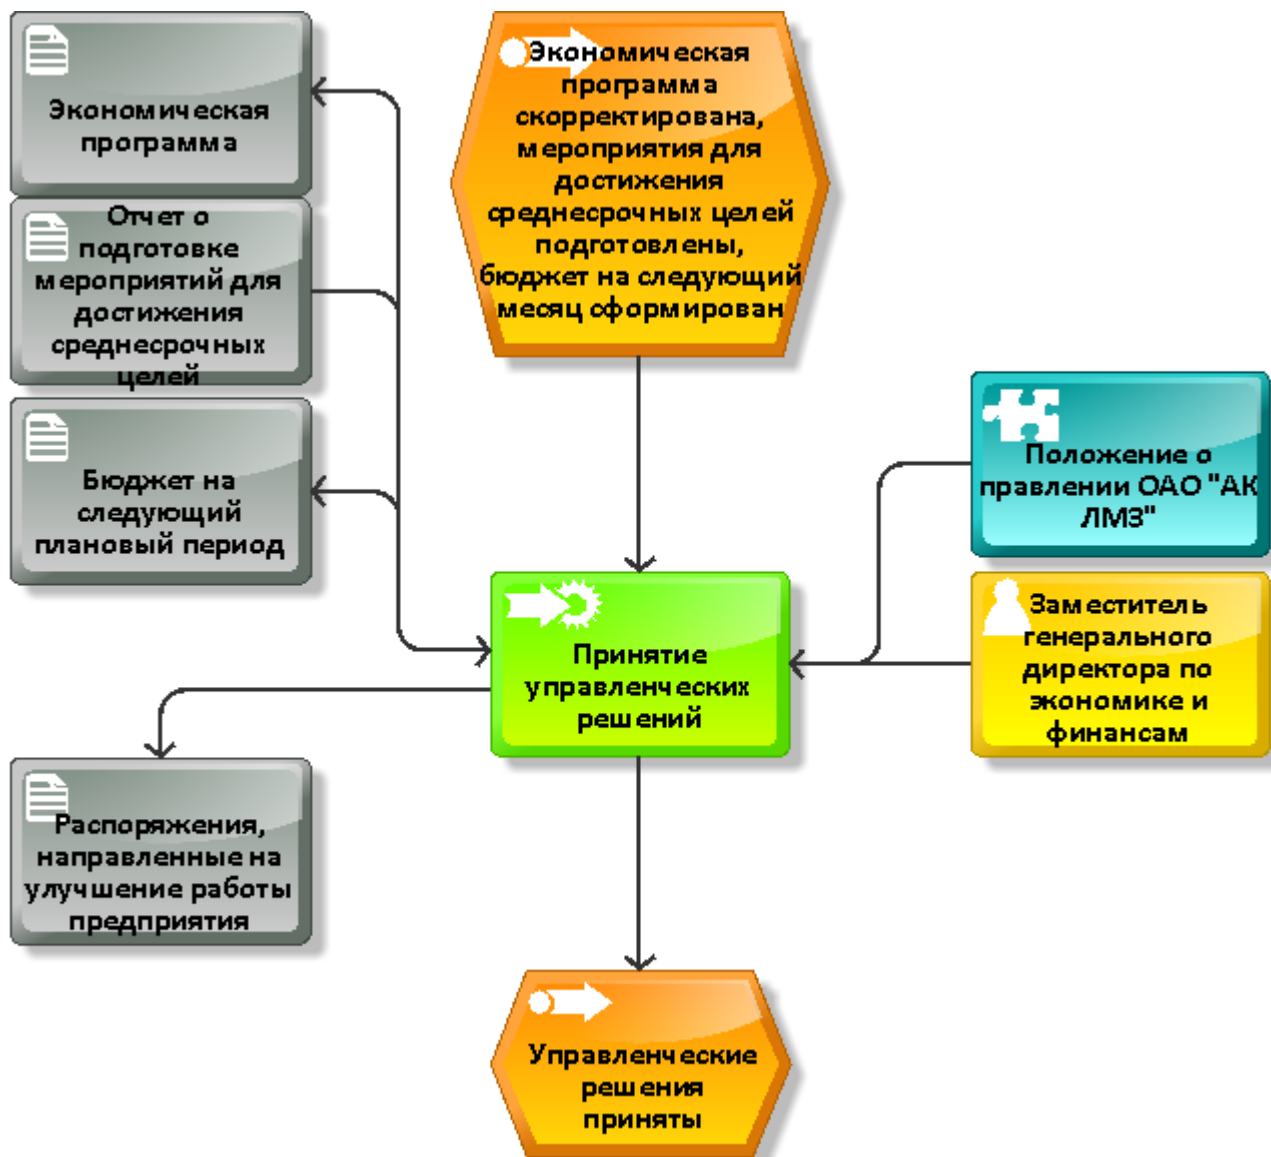 Экономическая
программа
Отчет о
подготовке
мероприятий для
достижения
среднесрочных
целей
Бюджет на
следующий
плановый период
Экономическая
программа
скорректирована,
мероприятия для
достижения
среднесрочных целей
подготовлены,
бюджет на следующий
месяц сформирован
Положение о
правлении ОАО "АК
ЛМЗ"
Принятие
управленческих
решений
Заместитель
генерального
директора по
экономике и
финансам
Распоряжения,
направленные на
улучшение работы
предприятия
Управленческие
решения
приняты